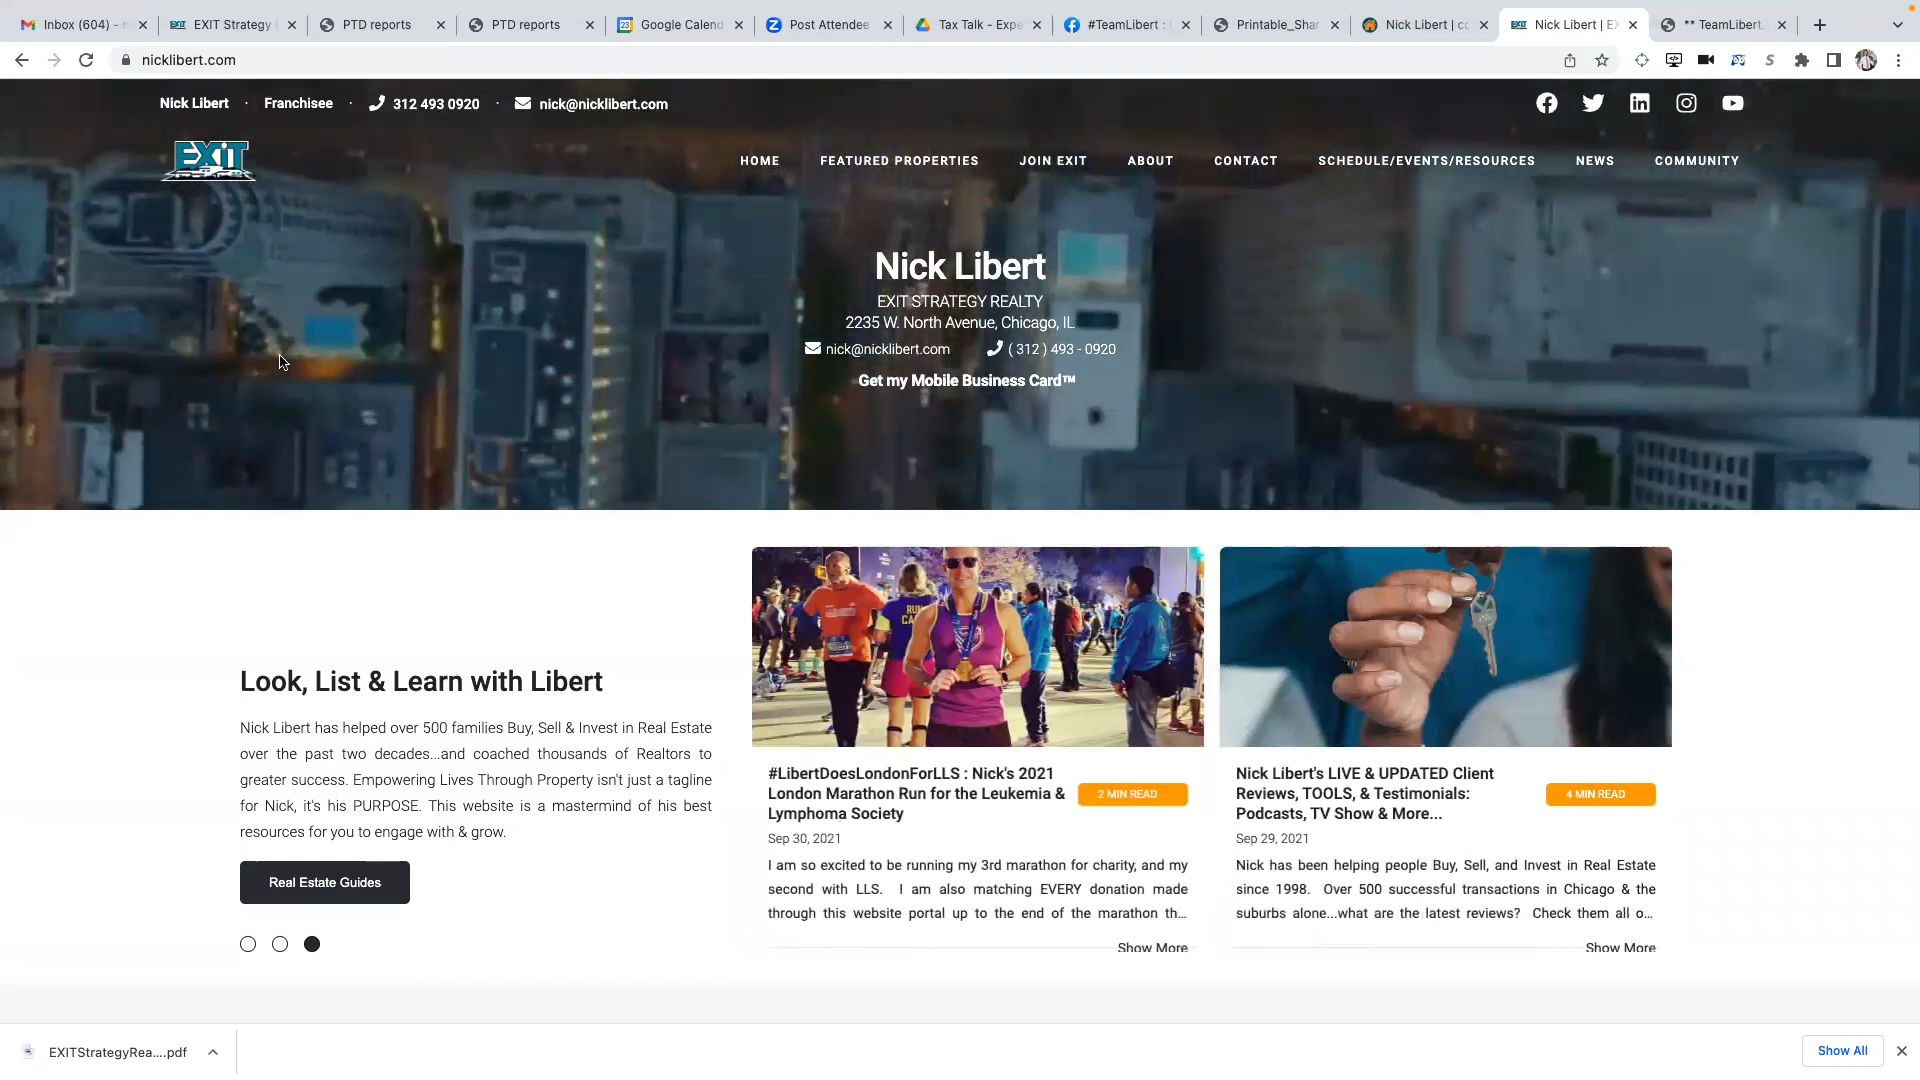 Inbox (604) -
EXIT Strategy
PTD reports
PTD reports
Google Calend
Post Attendee
Tax Talk - Expe
#TeamLibert :
Printable_Shar
Nick Libert | cc
Nick Libert | EX
** TeamLibert.
nicklibert.com
Nick Libert · Franchisee · 312 493 0920 · nick@nicklibert.com
EXIT
HOME FEATURED PROPERTIES JOIN EXIT ABOUT CONTACT SCHEDULE/EVENTS/RESOURCES NEWS COMMUNITY
Nick Libert
EXIT STRATEGY REALTY
2235 W. North Avenue, Chicago, IL
nick@nicklibert.com ( 312 ) 493 - 0920
Get my Mobile Business Card™
Look, List & Learn with Libert
Nick Libert has helped over 500 families Buy, Sell & Invest in Real Estate
over the past two decades...and coached thousands of Realtors to
greater success. Empowering Lives Through Property isn't just a tagline
for Nick, it's his PURPOSE. This website is a mastermind of his best
resources for you to engage with & grow.
Real Estate Guides
#LibertDoesLondonForLLS : Nick's 2021
London Marathon Run for the Leukemia &
Lymphoma Society
2 MIN READ
Sep 30, 2021
I am so excited to be running my 3rd marathon for charity, and my
second with LLS. I am also matching EVERY donation made
through this website portal up to the end of the marathon th...
Show More
Nick Libert's LIVE & UPDATED Client
Reviews, TOOLS, & Testimonials:
Podcasts, TV Show & More...
4 MIN READ
Sep 29, 2021
Nick has been helping people Buy, Sell, and Invest in Real Estate
since 1998. Over 500 successful transactions in Chicago & the
suburbs alone...what are the latest reviews? Check them all o...
Show More
EXITStrategyRea....pdf
Show All